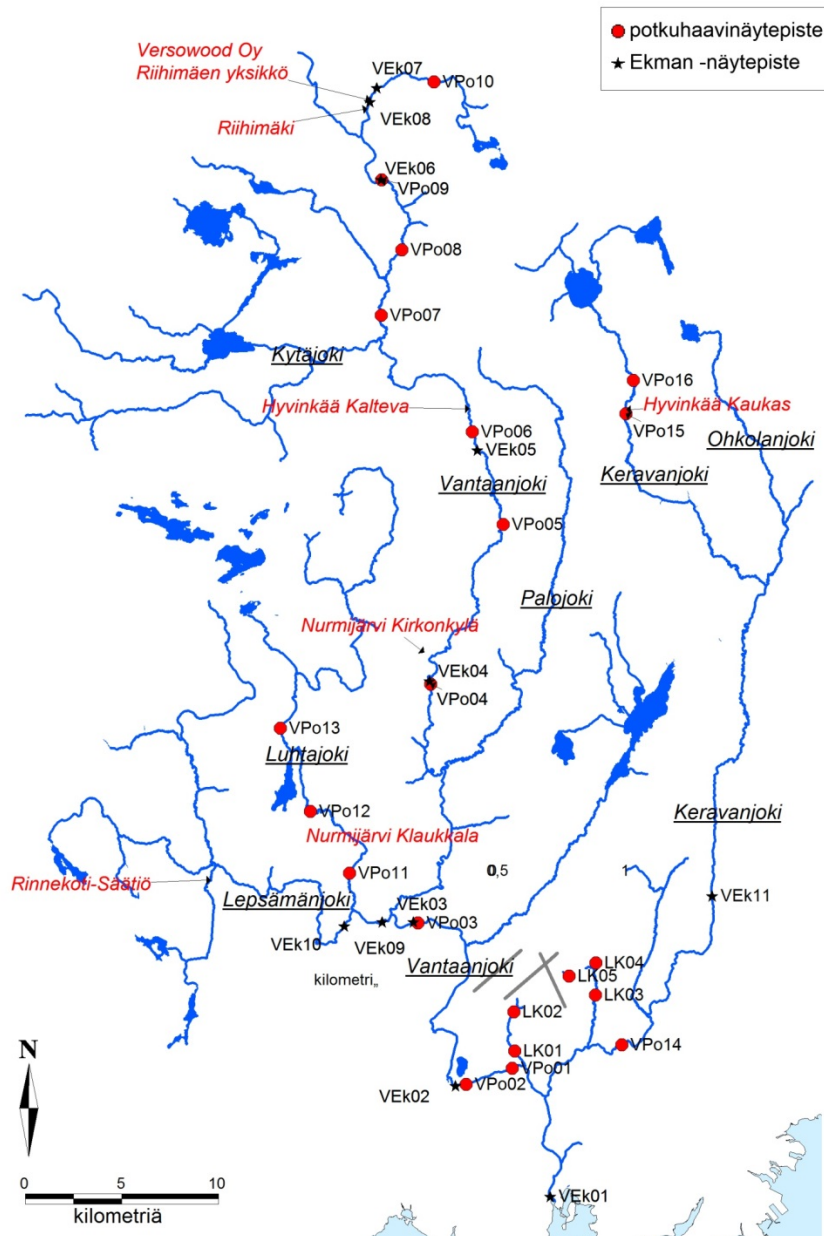 potkuhaavinäytepiste
Ekman -näytepiste
Versowood Oy
Riihimäen yksikkö
VEk07
VPo10
VEk08
Riihimäki
VEk06
VPo09
VPo08
VPo07
Kytäjoki
VPo16
Hyvinkää Kalteva
Hyvinkää Kaukas
VPo15
VPo06
VEk05
Ohkolanjoki
Keravanjoki
Vantaanjoki
VPo05
Palojoki
Nurmijärvi Kirkonkylä
VEk04
VPo04
VPo13
Luhtajoki
VPo12
Keravanjoki
Nurmijärvi Klaukkala
0,5
1
VPo11
Rinnekoti-Säätiö
Lepsämänjoki
VEk11
VEk03
VPo03
VEk10
VEk09
Vantaanjoki
LK04
LK05
kilometri„
LK03
LK02
N
VPo14
LK01
VPo01
VEk02
VPo02
0 5 10
kilometriä
VEk01